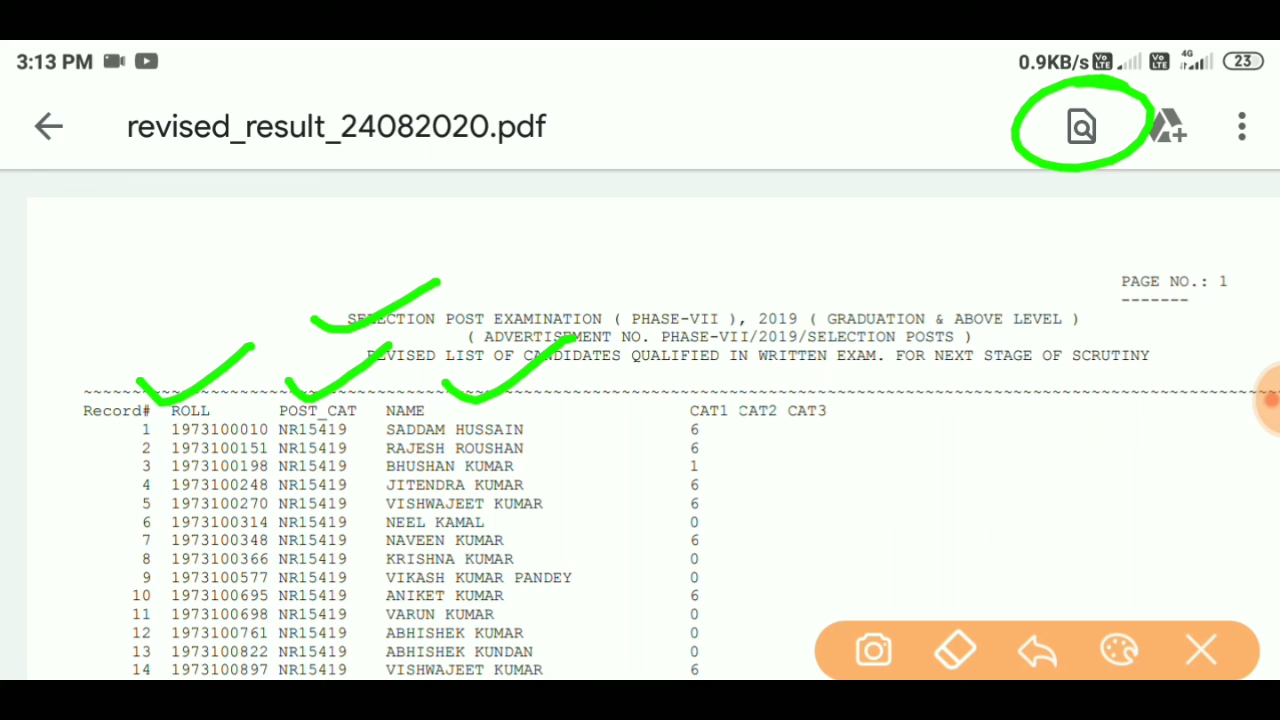 3:13 PM 0.9KB/s Vo LTE Vo LTE 4G 23
revised_result_24082020.pdf
PAGE NO.: 1
-------
SELECTION POST EXAMINATION ( PHASE-VII ), 2019 ( GRADUATION & ABOVE LEVEL )
( ADVERTISEMENT NO. PHASE-VII/2019/SELECTION POSTS )
REVISED LIST OF CANDIDATES QUALIFIED IN WRITTEN EXAM. FOR NEXT STAGE OF SCRUTINY
Record# ROLL POST_CAT NAME CAT1 CAT2 CAT3
1 1973100010 NR15419 SADDAM HUSSAIN 6
2 1973100151 NR15419 RAJESH ROUSHAN 6
3 1973100198 NR15419 BHUSHAN KUMAR 1
4 1973100248 NR15419 JITENDRA KUMAR 6
5 1973100270 NR15419 VISHWAJEET KUMAR 6
6 1973100314 NR15419 NEEL KAMAL 0
7 1973100348 NR15419 NAVEEN KUMAR 6
8 1973100366 NR15419 KRISHNA KUMAR 0
9 1973100577 NR15419 VIKASH KUMAR PANDEY 0
10 1973100695 NR15419 ANIKET KUMAR 6
11 1973100698 NR15419 VARUN KUMAR 0
12 1973100761 NR15419 ABHISHEK KUMAR 0
13 1973100822 NR15419 ABHISHEK KUNDAN 0
14 1973100897 NR15419 VISHWAJEET KUMAR 6